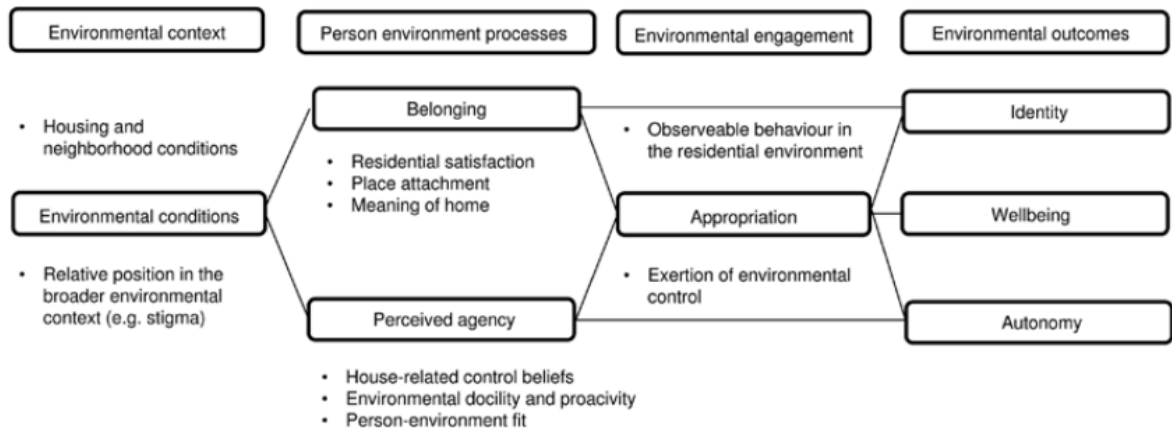 Environmental context
Person environment processes
Environmental engagement
Environmental outcomes
• Housing and
neighborhood conditions
Environmental conditions
• Relative position in the
broader environmental
context (e.g. stigma)
Belonging
• Residential satisfaction
• Place attachment
• Meaning of home
Perceived agency
• House-related control beliefs
• Environmental docility and proacivity
• Person-environment fit
• Observeable behaviour in
the residential environment
Appropriation
• Exertion of environmental
control
Identity
Wellbeing
Autonomy